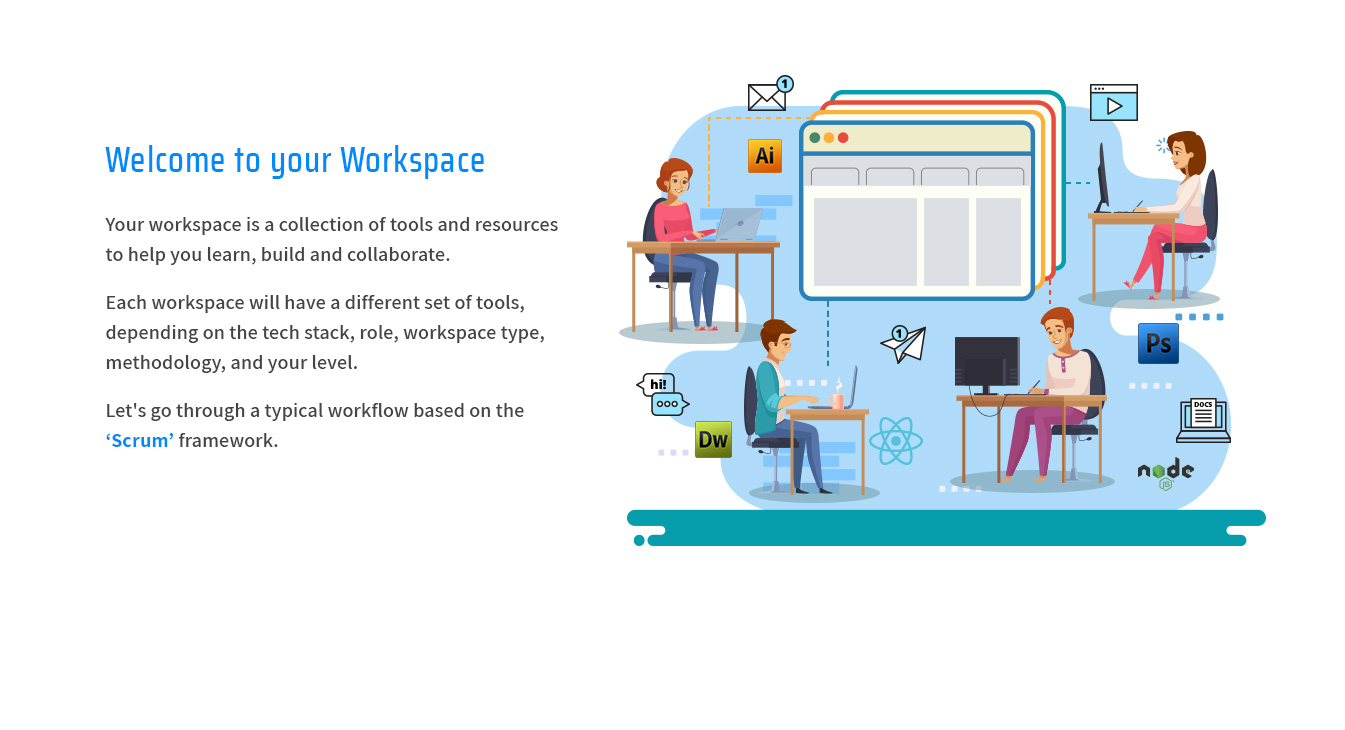 Welcome to your Workspace
Your workspace is a collection of tools and resources
to help you learn, build and collaborate.
Each workspace will have a different set of tools,
depending on the tech stack, role, workspace type,
methodology, and your level.
Let's go through a typical workflow based on the
‘Scrum’ framework.
1
Ai
1
Ps
hi!
DOCS
Dw
node
JS